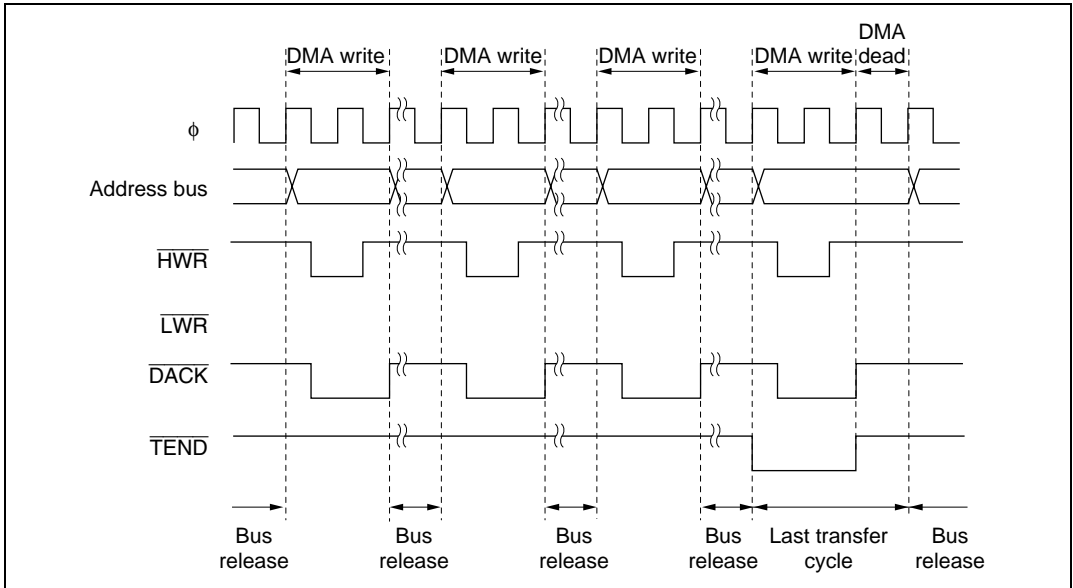 DMA
DMA write DMA write DMA write DMA write dead
ϕ
Address bus
HWR
LWR
DACK
TEND
Bus release Bus release Bus release Bus release Last transfer cycle Bus release